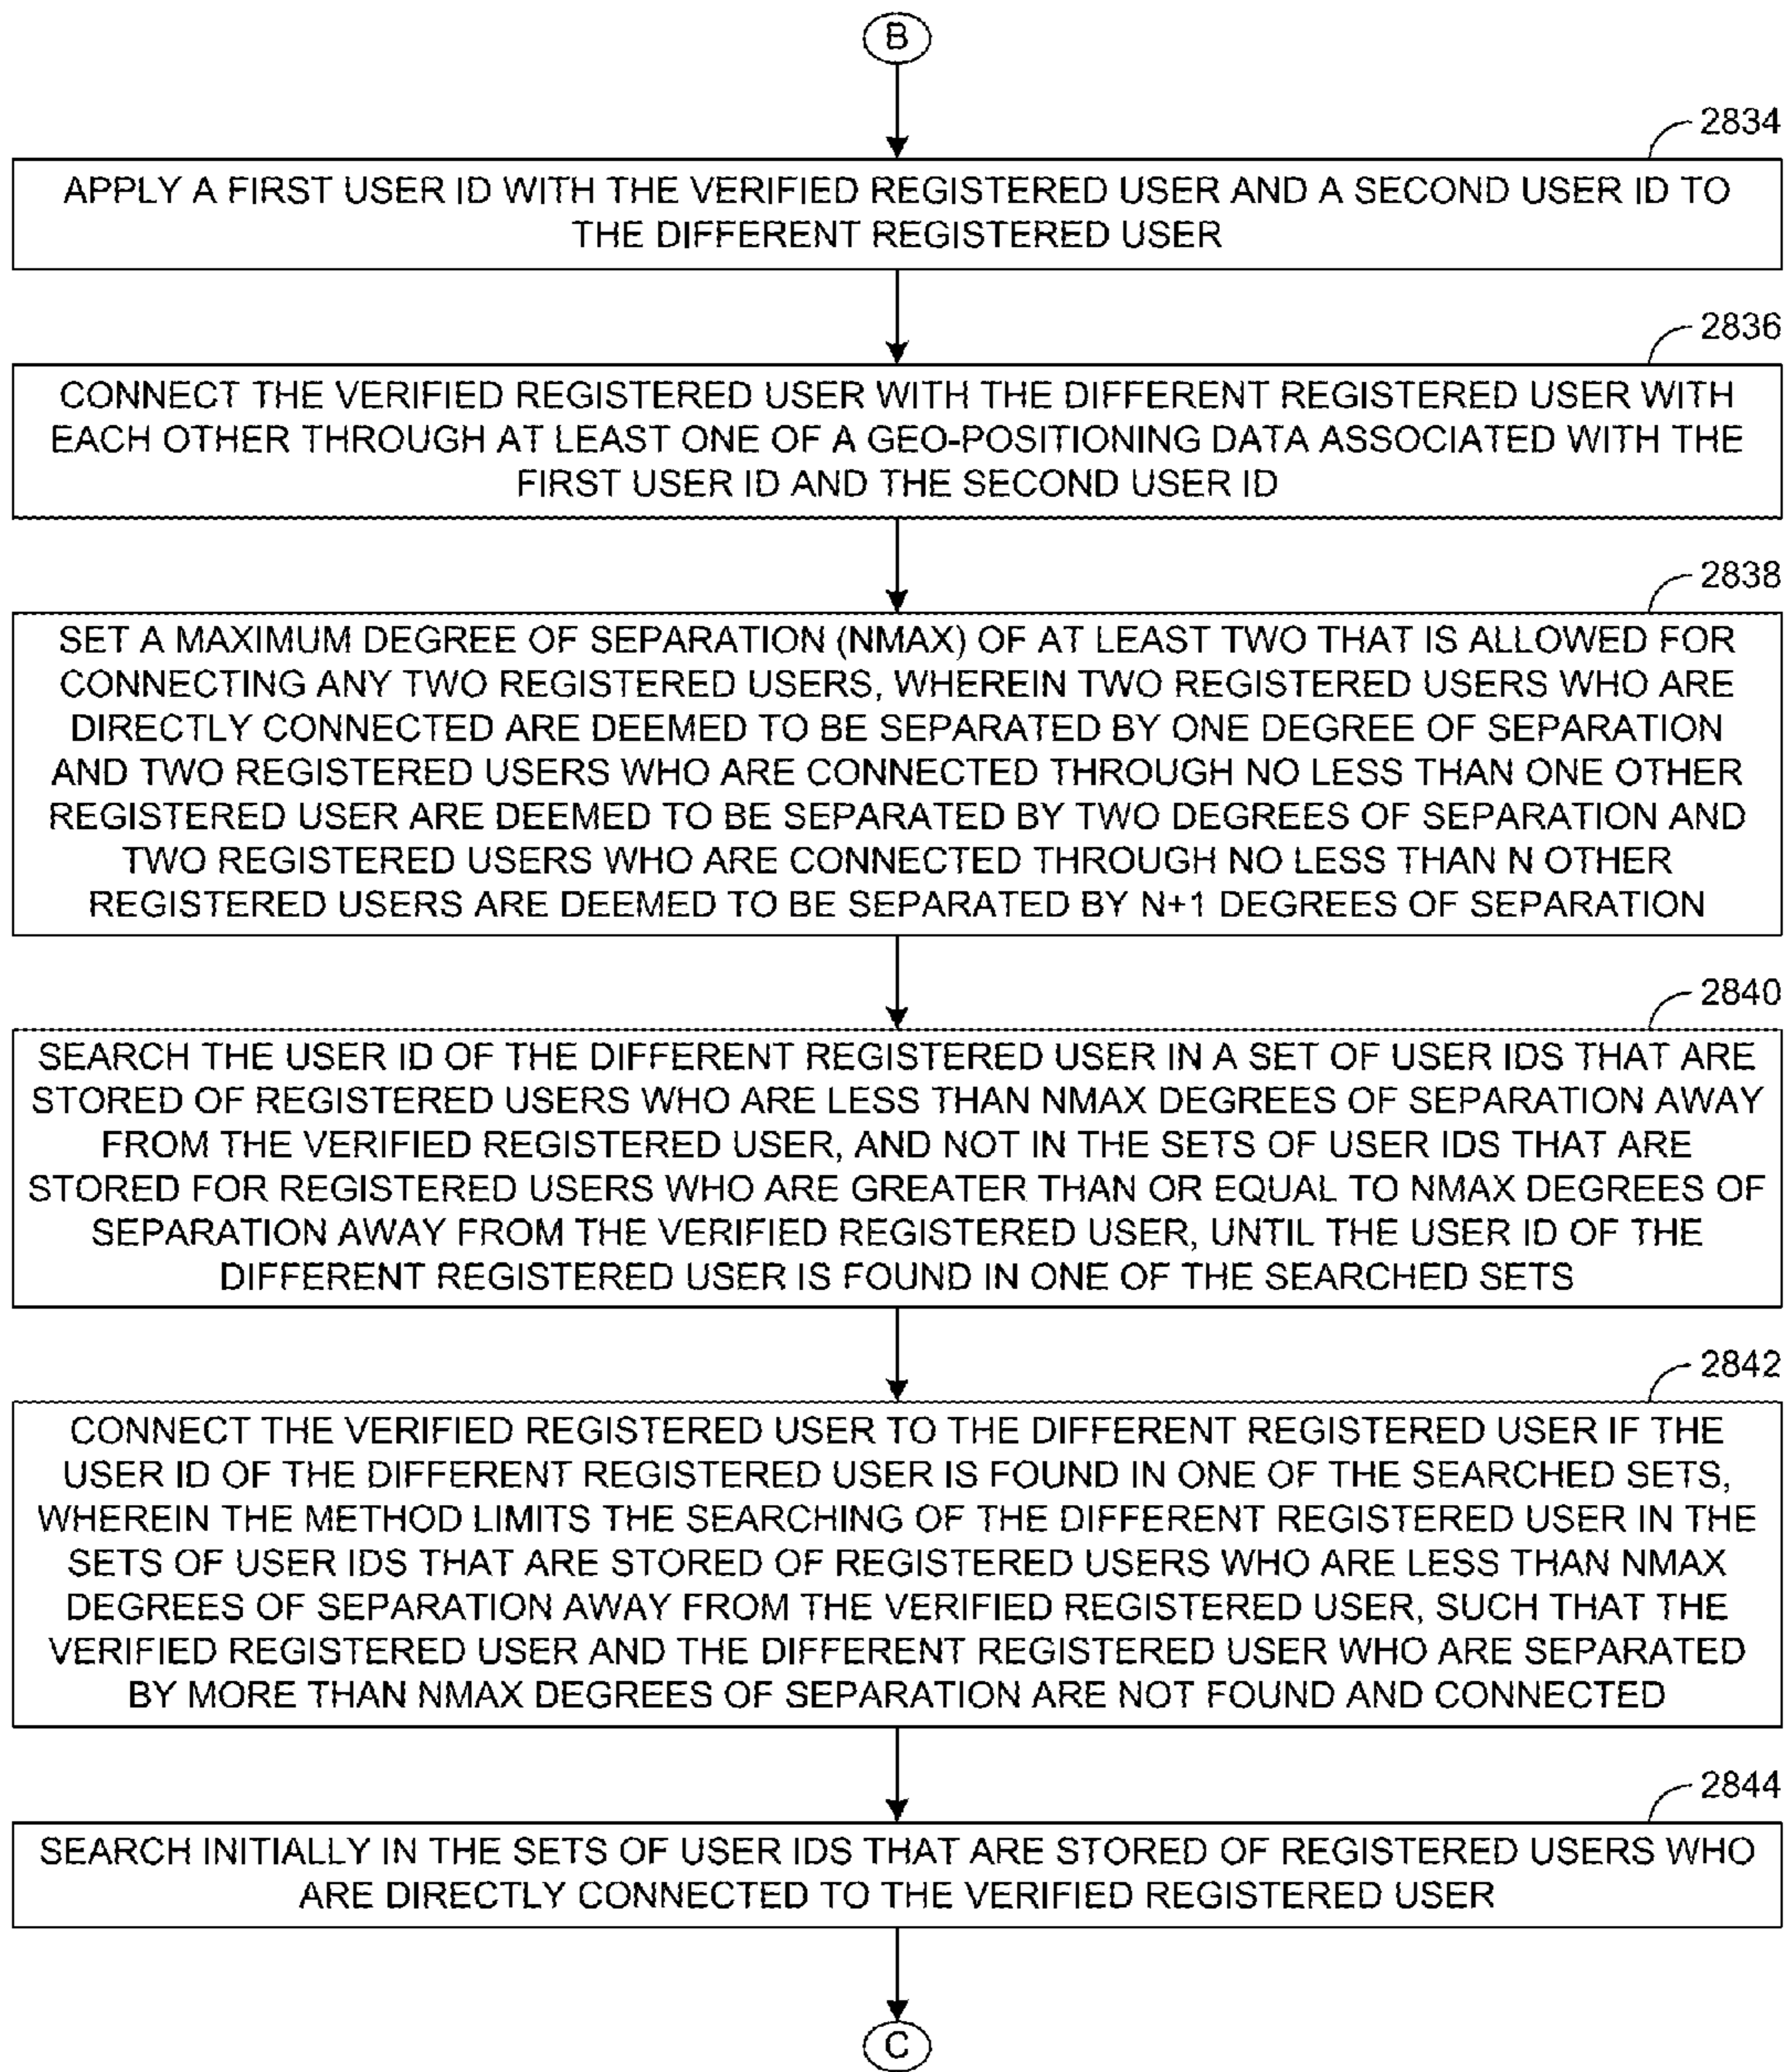 B
2834
APPLY A FIRST USER ID WITH THE VERIFIED REGISTERED USER AND A SECOND USER ID TO
THE DIFFERENT REGISTERED USER
2836
CONNECT THE VERIFIED REGISTERED USER WITH THE DIFFERENT REGISTERED USER WITH
EACH OTHER THROUGH AT LEAST ONE OF A GEO-POSITIONING DATA ASSOCIATED WITH THE
FIRST USER ID AND THE SECOND USER ID
2838
SET A MAXIMUM DEGREE OF SEPARATION (NMAX) OF AT LEAST TWO THAT IS ALLOWED FOR
CONNECTING ANY TWO REGISTERED USERS, WHEREIN TWO REGISTERED USERS WHO ARE
DIRECTLY CONNECTED ARE DEEMED TO BE SEPARATED BY ONE DEGREE OF SEPARATION
AND TWO REGISTERED USERS WHO ARE CONNECTED THROUGH NO LESS THAN ONE OTHER
REGISTERED USER ARE DEEMED TO BE SEPARATED BY TWO DEGREES OF SEPARATION AND
TWO REGISTERED USERS WHO ARE CONNECTED THROUGH NO LESS THAN N OTHER
REGISTERED USERS ARE DEEMED TO BE SEPARATED BY N+1 DEGREES OF SEPARATION
2840
SEARCH THE USER ID OF THE DIFFERENT REGISTERED USER IN A SET OF USER IDS THAT ARE
STORED OF REGISTERED USERS WHO ARE LESS THAN NMAX DEGREES OF SEPARATION AWAY
FROM THE VERIFIED REGISTERED USER, AND NOT IN THE SETS OF USER IDS THAT ARE
STORED FOR REGISTERED USERS WHO ARE GREATER THAN OR EQUAL TO NMAX DEGREES OF
SEPARATION AWAY FROM THE VERIFIED REGISTERED USER, UNTIL THE USER ID OF THE
DIFFERENT REGISTERED USER IS FOUND IN ONE OF THE SEARCHED SETS
2842
CONNECT THE VERIFIED REGISTERED USER TO THE DIFFERENT REGISTERED USER IF THE
USER ID OF THE DIFFERENT REGISTERED USER IS FOUND IN ONE OF THE SEARCHED SETS,
WHEREIN THE METHOD LIMITS THE SEARCHING OF THE DIFFERENT REGISTERED USER IN THE
SETS OF USER IDS THAT ARE STORED OF REGISTERED USERS WHO ARE LESS THAN NMAX
DEGREES OF SEPARATION AWAY FROM THE VERIFIED REGISTERED USER, SUCH THAT THE
VERIFIED REGISTERED USER AND THE DIFFERENT REGISTERED USER WHO ARE SEPARATED
BY MORE THAN NMAX DEGREES OF SEPARATION ARE NOT FOUND AND CONNECTED
2844
SEARCH INITIALLY IN THE SETS OF USER IDS THAT ARE STORED OF REGISTERED USERS WHO
ARE DIRECTLY CONNECTED TO THE VERIFIED REGISTERED USER
C